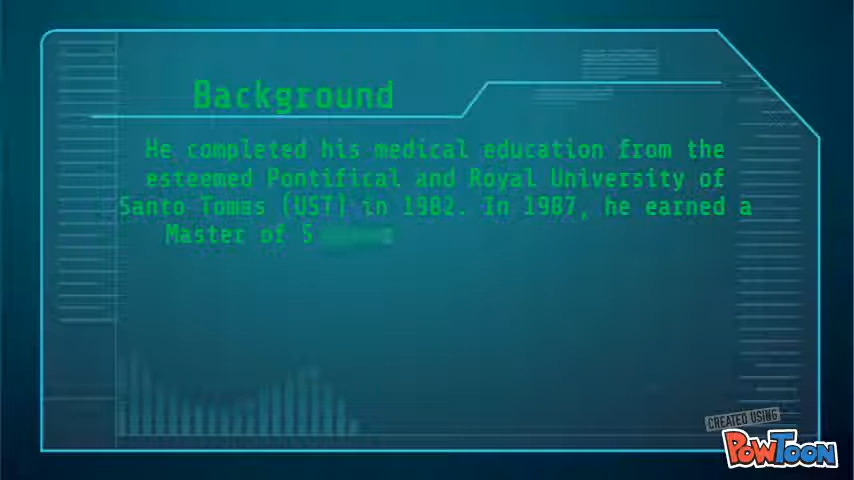 Background
He completed his medical education from the
esteemed Pontifical and Royal University of
Santo Tomas (UST) in 1982. In 1987, he earned a
Master of S
CREATED USING
POWTOON